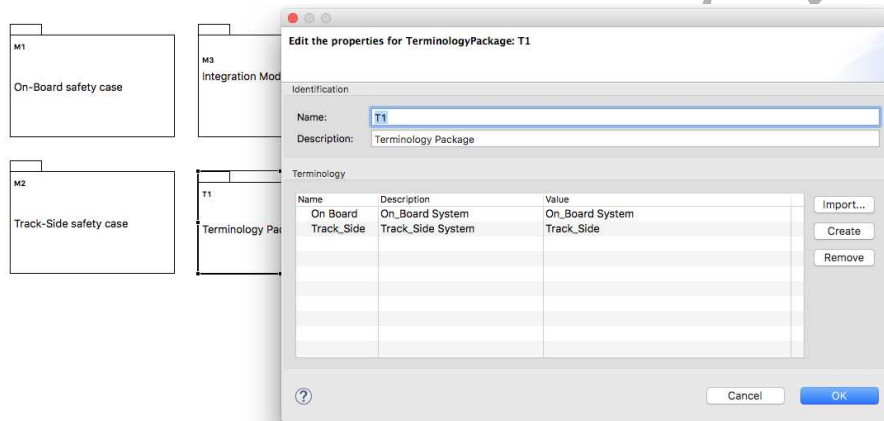 M1
On-Board safety case
M3
Integration Mod
M2
Track-Side safety case
T1
Terminology Pac
Edit the properties for TerminologyPackage: T1
Identification
Name: T1
Description: Terminology Package
Terminology
Name Description Value
On Board On_Board System On_Board System
Track_Side Track_Side System Track_Side
Import...
Create
Remove
?
Cancel OK